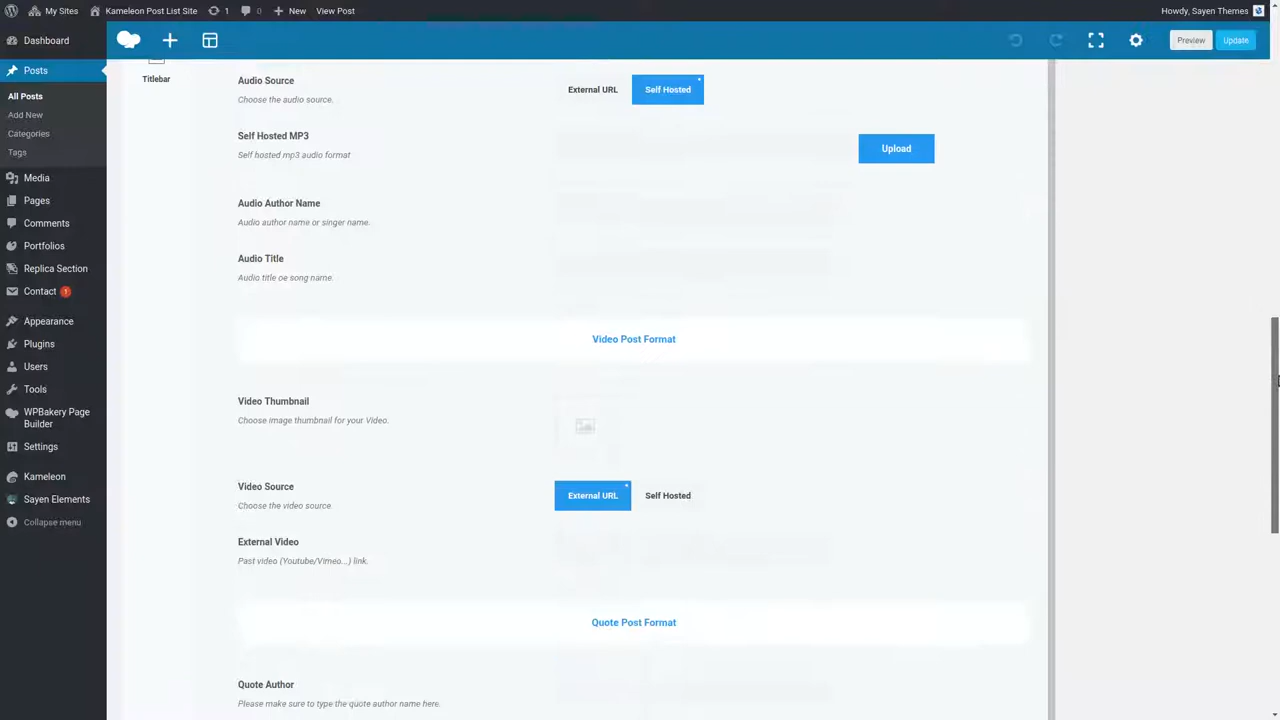 My Sites
Kameleon Post List Site
1
0
New
View Post
Howdy, Sayen Themes
Dashboard
Posts
All Posts
Add New
Categories
Tags
Media
Pages
Comments
Portfolios
Replica Section
Contact 1
Appearance
Plugins
Users
Tools
WPBakery Page
Builder
Settings
Kameleon
Sayen Elements
Collapse menu
Preview
Update
Titlebar
Audio Source
Choose the audio source.
External URL
Self Hosted
Self Hosted MP3
Self hosted mp3 audio format
Upload
Audio Author Name
Audio author name or singer name.
Audio Title
Audio title oe song name.
Video Post Format
Video Thumbnail
Choose image thumbnail for your Video.
Video Source
Choose the video source.
External URL
Self Hosted
External Video
Past video (Youtube/Vimeo...) link.
Quote Post Format
Quote Author
Please make sure to type the quote author name here.